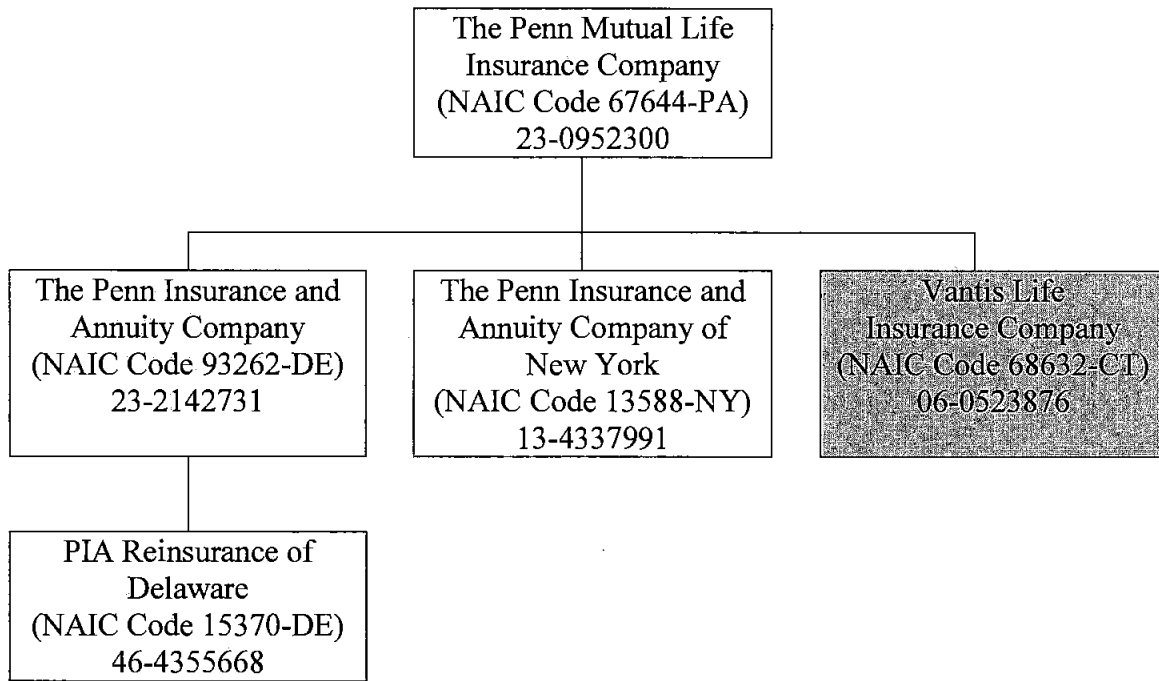 The Penn Mutual Life
Insurance Company
(NAIC Code 67644-PA)
23-0952300
The Penn Insurance and
Annuity Company
(NAIC Code 93262-DE)
23-2142731
The Penn Insurance and
Annuity Company of
New York
(NAIC Code 13588-NY)
13-4337991
Vantis Life
Insurance Company
(NAIC Code 68632-CT)
06-0523876
PIA Reinsurance of
Delaware
(NAIC Code 15370-DE)
46-4355668